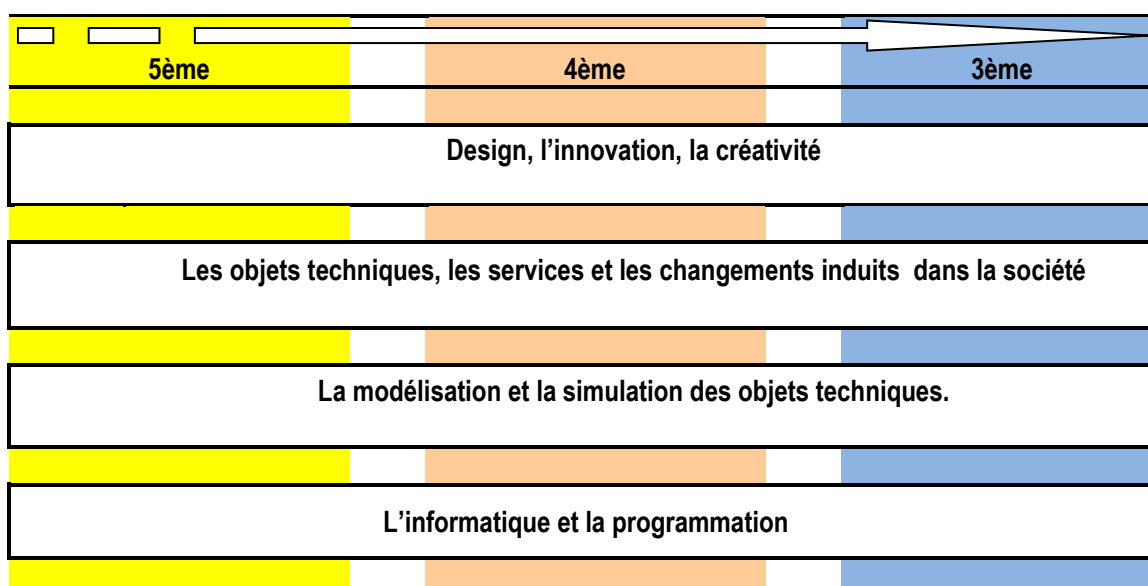 5ème 4ème 3ème
Design, l’innovation, la créativité
Les objets techniques, les services et les changements induits dans la société
La modélisation et la simulation des objets techniques.
L’informatique et la programmation